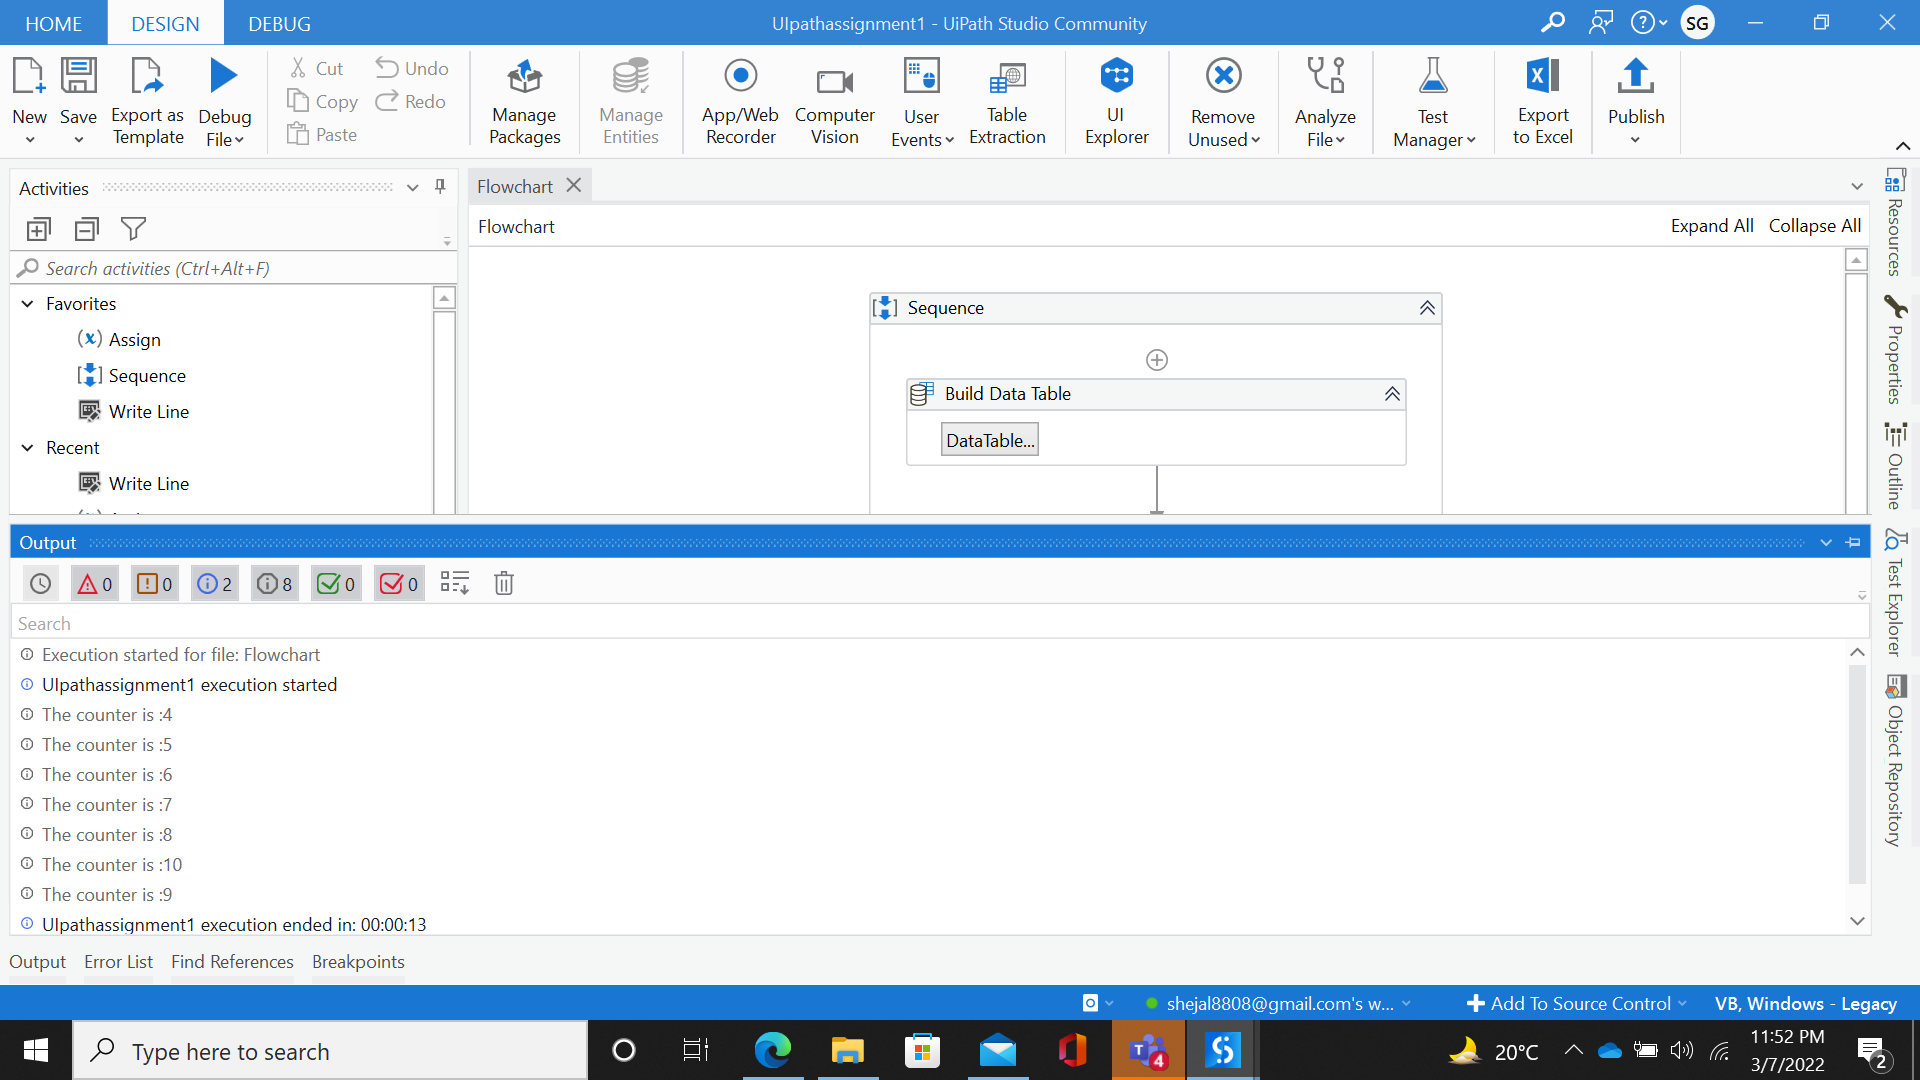 HOME DESIGN DEBUG UIpathassignment1 - UiPath Studio Community SG
New Save Export as Template Debug File Cut Copy Paste Undo Redo Manage Packages Manage Entities App/Web Recorder Computer Vision User Events Table Extraction UI Explorer Remove Unused Analyze File Test Manager Export to Excel Publish
Activities
Search activities (Ctrl+Alt+F)
Favorites
Assign
Sequence
Write Line
Recent
Write Line
Flowchart
Flowchart Expand All Collapse All
Sequence
Build Data Table
DataTable...
Resources
Properties
Outline
Test Explorer
Object Repository
Output
0 0 2 8 0 0
Search
Execution started for file: Flowchart
UIpathassignment1 execution started
The counter is :4
The counter is :5
The counter is :6
The counter is :7
The counter is :8
The counter is :10
The counter is :9
UIpathassignment1 execution ended in: 00:00:13
Output Error List Find References Breakpoints
shejal8808@gmail.com's w... Add To Source Control VB, Windows - Legacy
Type here to search 4 20°C 11:52 PM 2
3/7/2022